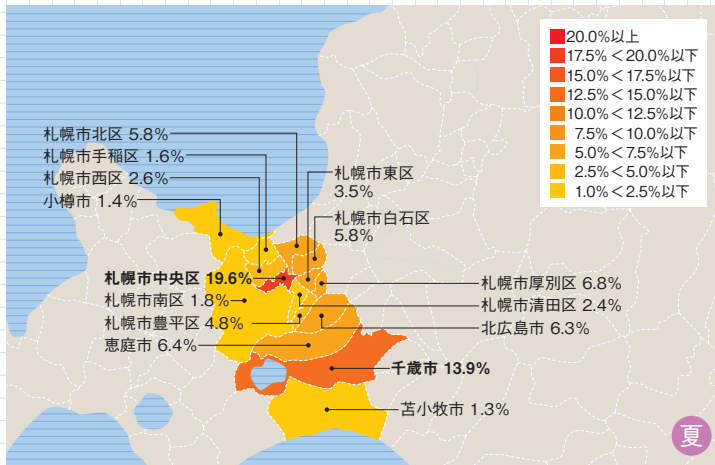 20.0%以上
17.5%＜20.0%以下
15.0%＜17.5%以下
12.5%＜15.0%以下
10.0%＜12.5%以下
7.5%＜10.0%以下
5.0%＜7.5%以下
2.5%＜5.0%以下
1.0%＜2.5%以下
札幌市北区 5.8%
札幌市手稲区 1.6%
札幌市西区 2.6%
小樽市 1.4%
札幌市東区
3.5%
札幌市白石区
5.8%
札幌市中央区 19.6%
札幌市南区 1.8%
札幌市豊平区 4.8%
恵庭市 6.4%
札幌市厚別区 6.8%
札幌市清田区 2.4%
北広島市 6.3%
千歳市 13.9%
苫小牧市 1.3%
夏